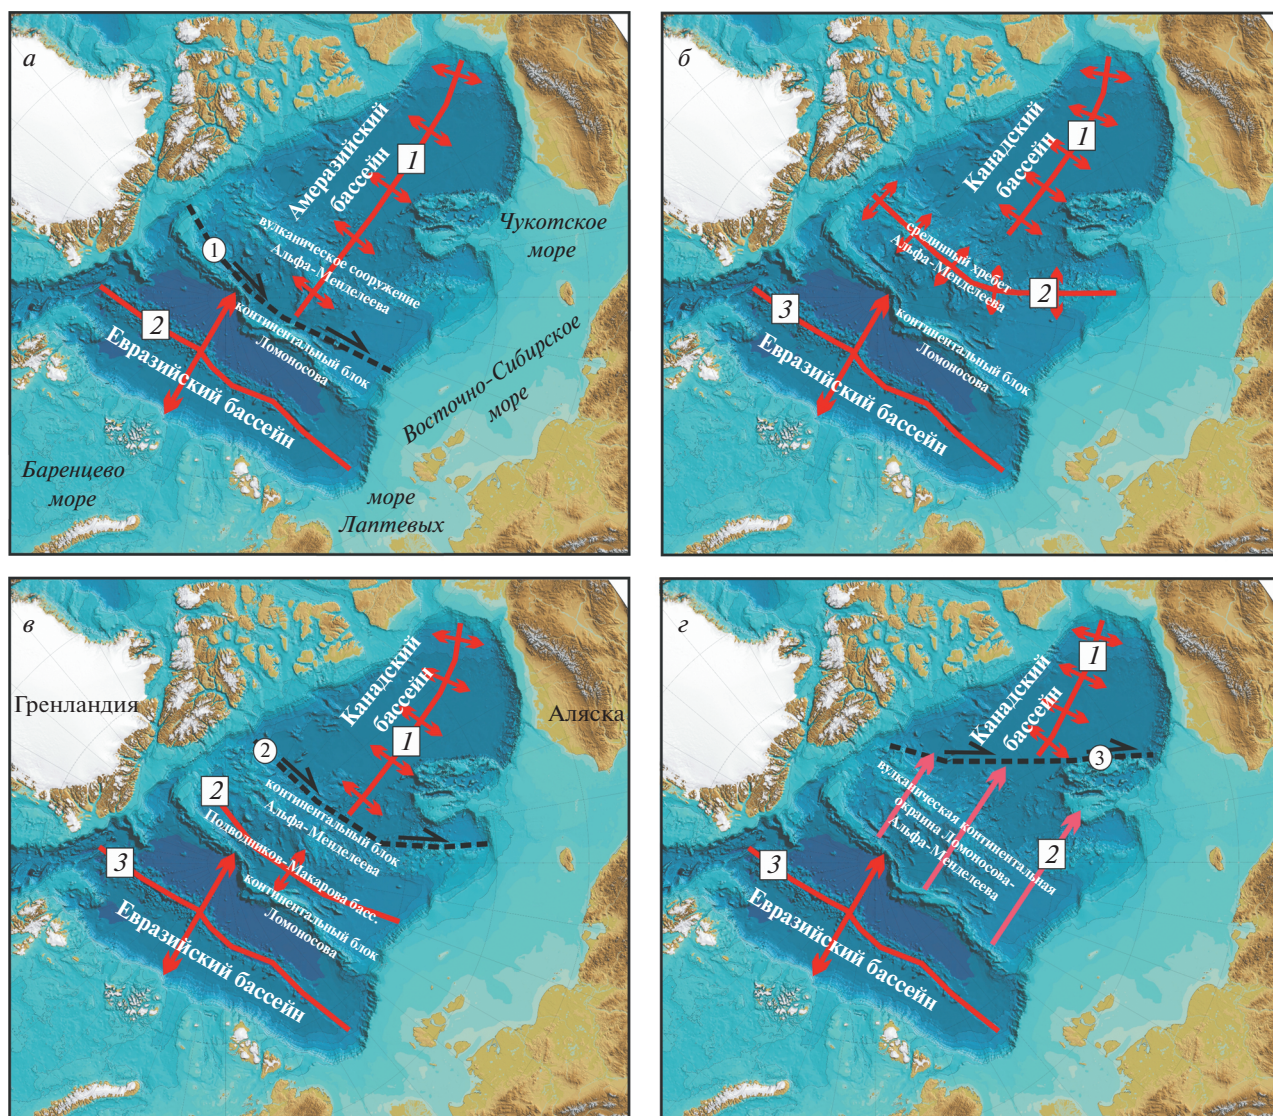 а
Амеразийский
бассейн
1
Чукотское
море
1
вулканическое сооружение
Альфа-Менделеева
2
континентальный блок
Ломоносова
Евразийский бассейн
Восточно-Сибирское
море
Баренцево
море
море
Лаптевых
б
Канадский
бассейн
1
срединный хребет
Альфа-Менделеева
2
3
континентальный блок
Ломоносова
Евразийский бассейн
в
Гренландия
Канадский
бассейн
Аляска
1
2
2
континентальный блок
Альфа-Менделеева
Подводников-Макарова басс.
3
континентальный блок
Ломоносова
Евразийский бассейн
г
1
Канадский
бассейн
3
вулканическая континентальная
окраина Ломоносова-
Альфа-Менделеева
2
3
Евразийский бассейн